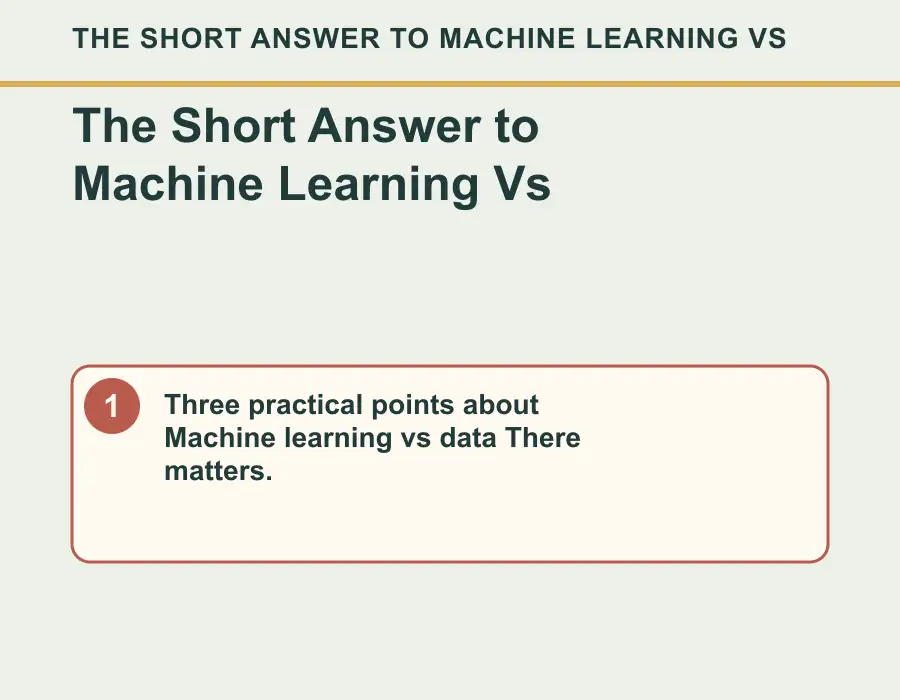 THE SHORT ANSWER TO MACHINE LEARNING VS
The Short Answer to
Machine Learning Vs
1
Three practical points about
Machine learning vs data There
matters.